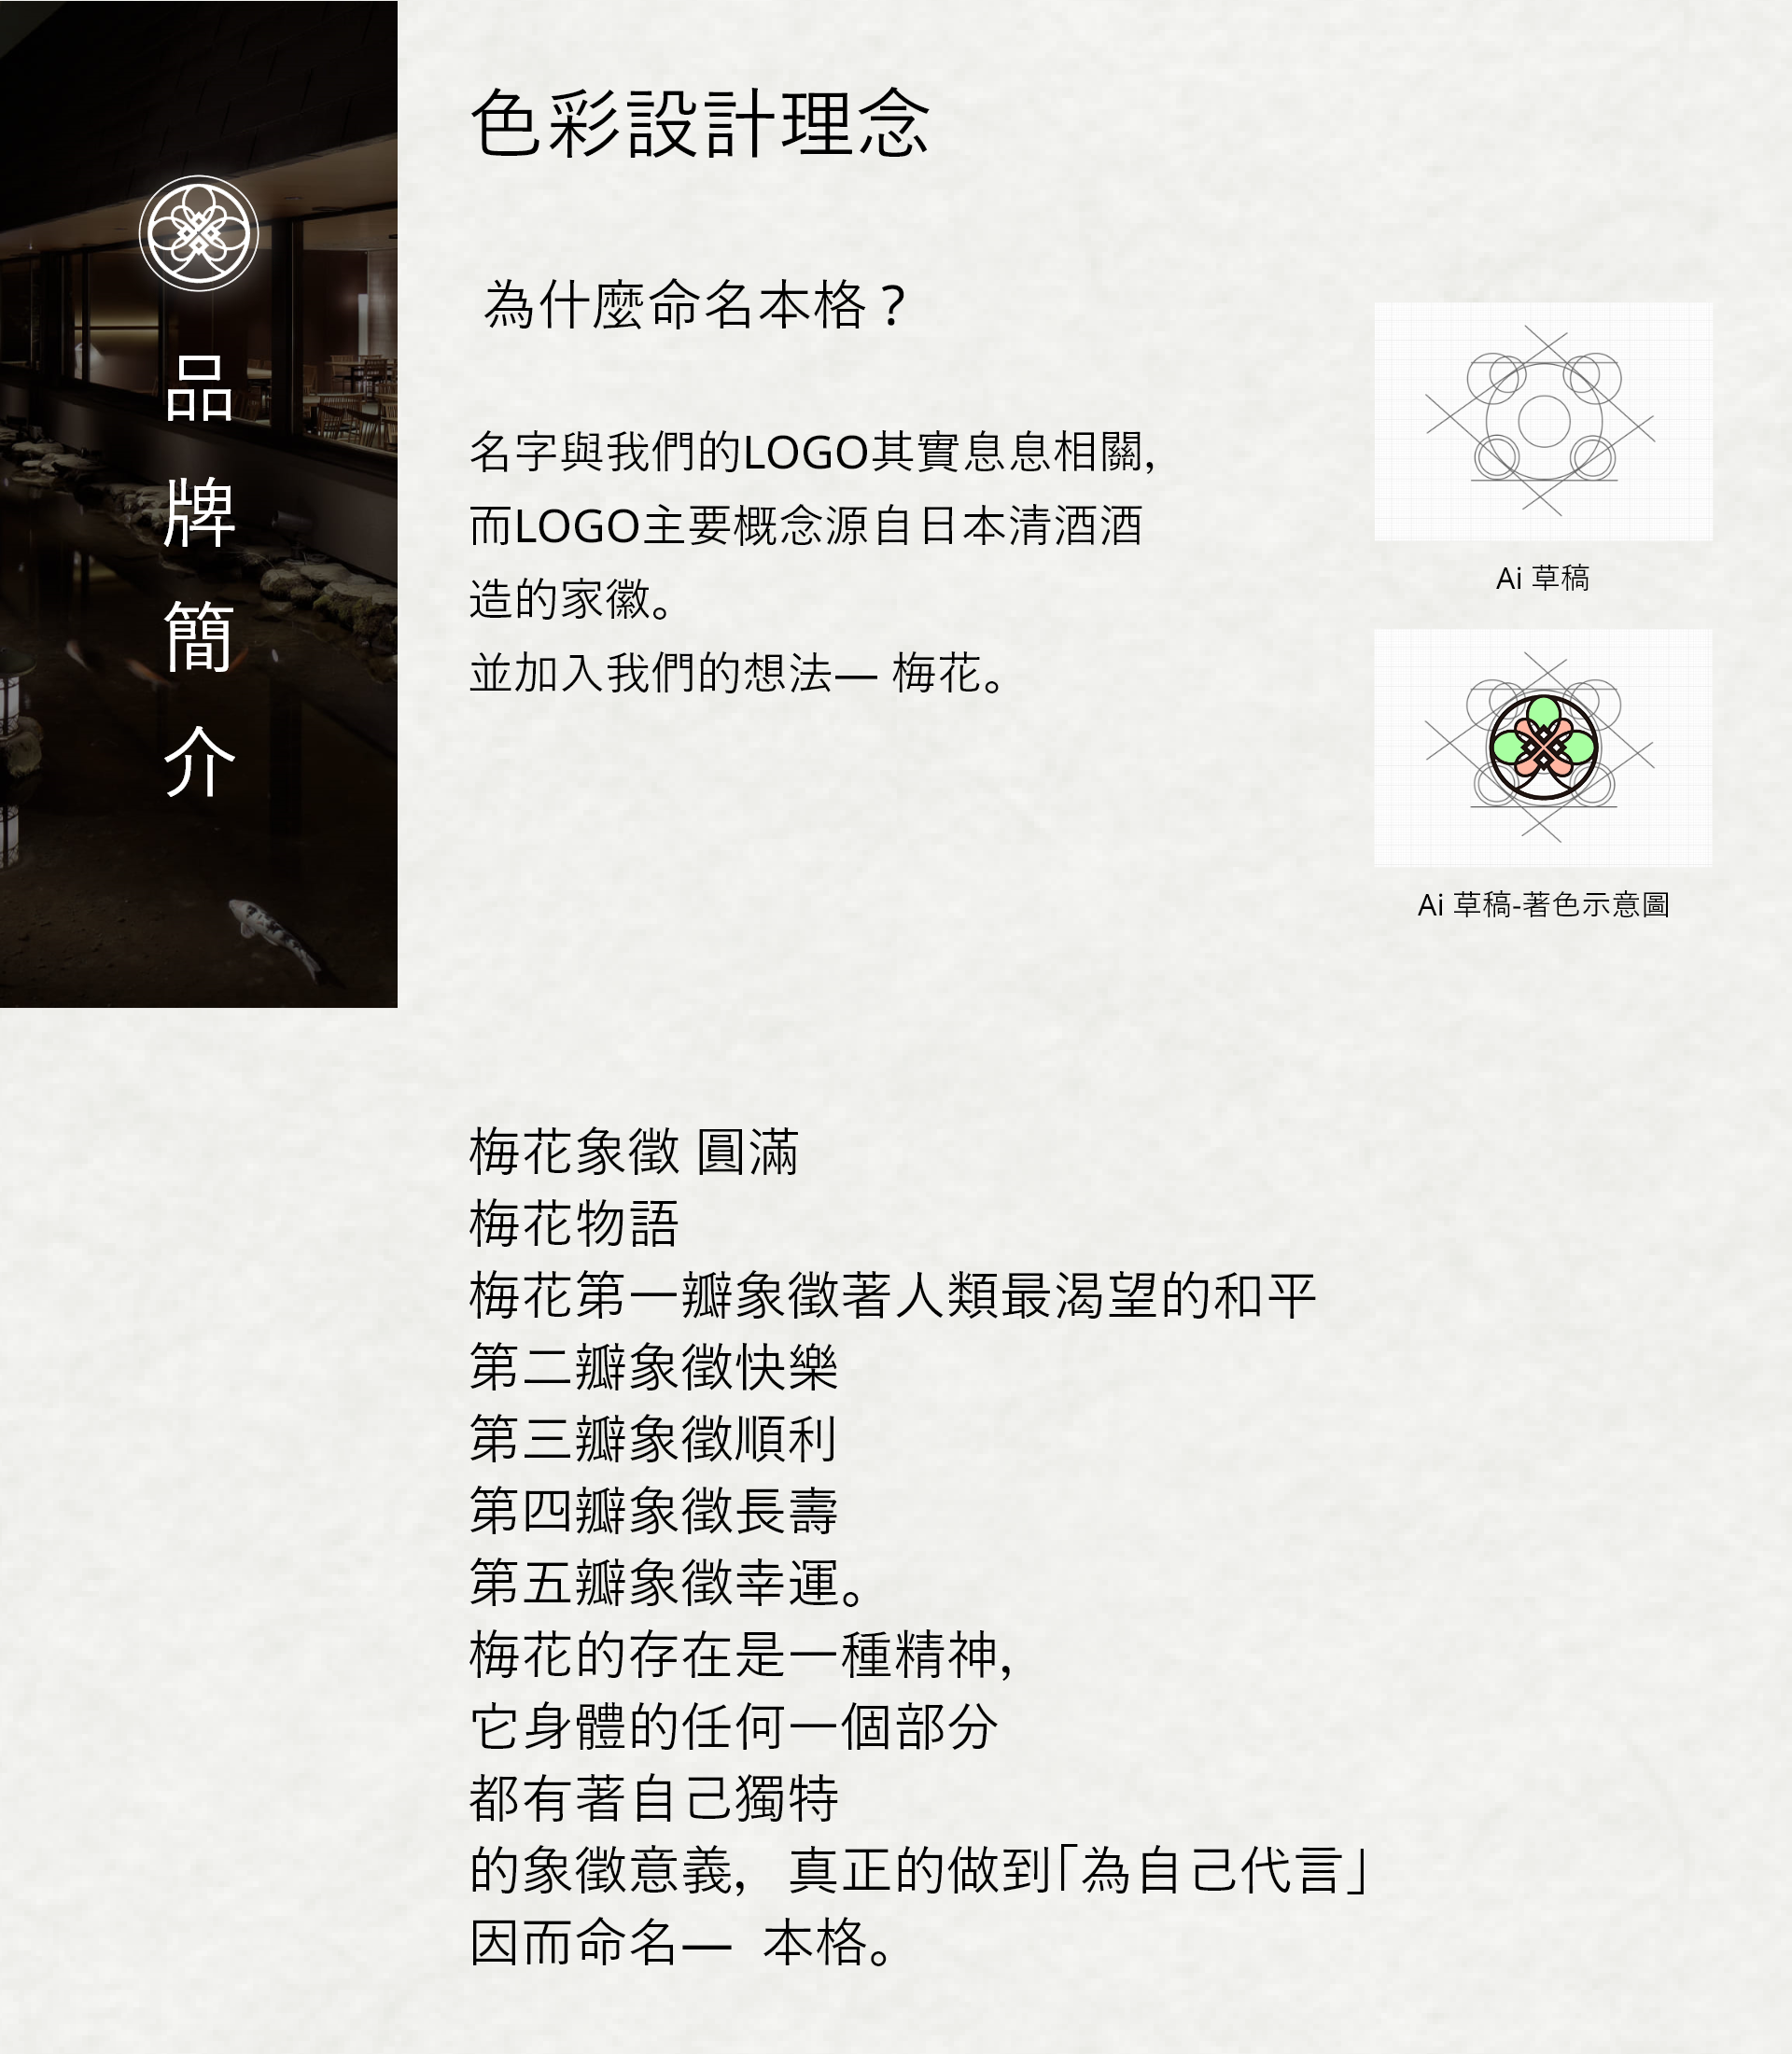 品牌簡介
色彩設計理念
為什麼命名本格？
名字與我們的LOGO其實息息相關，
而LOGO主要概念源自日本清酒酒
造的家徽。
並加入我們的想法— 梅花。
Ai 草稿
Ai 草稿-著色示意圖
梅花象徵 圓滿
梅花物語
梅花第一瓣象徵著人類最渴望的和平
第二瓣象徵快樂
第三瓣象徵順利
第四瓣象徵長壽
第五瓣象徵幸運。
梅花的存在是一種精神，
它身體的任何一個部分
都有著自己獨特
的象徵意義，真正的做到「為自己代言」
因而命名— 本格。